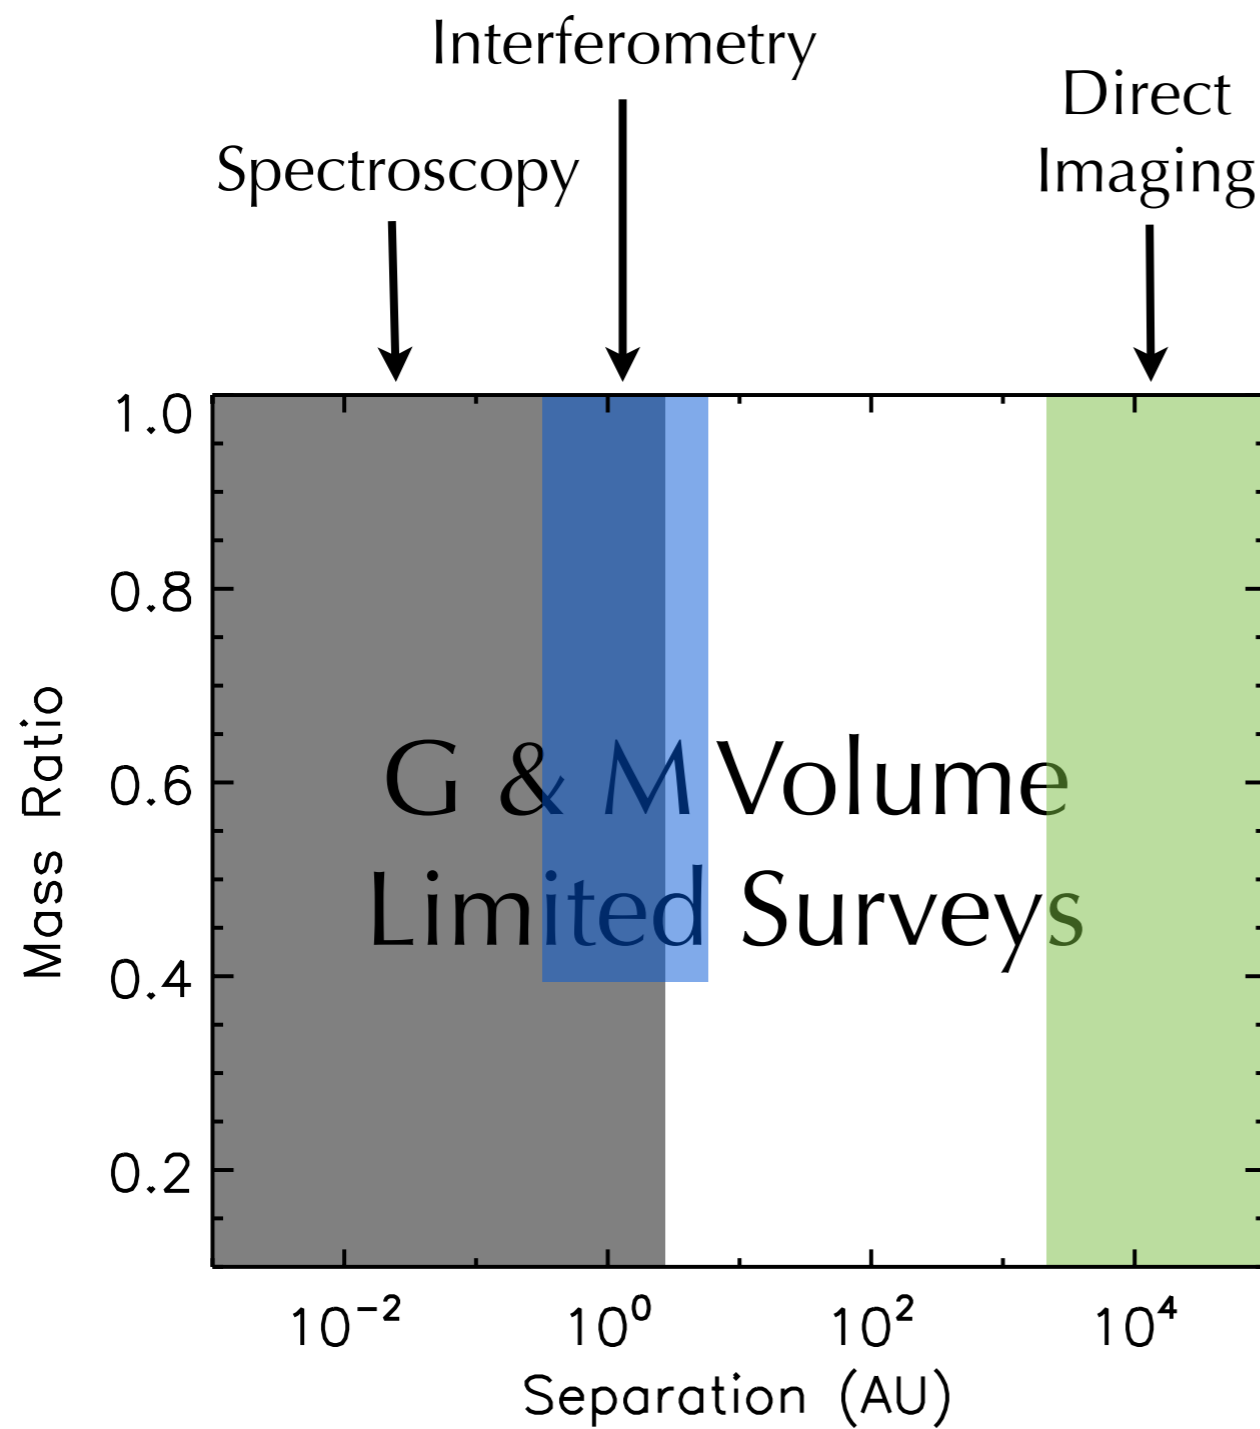 Interferometry
Direct
Imaging
Spectroscopy
1.0
0.8
0.6
0.4
0.2
Mass Ratio
G & M Volume
Limited Surveys
10⁻²
10⁰
10²
10⁴
Separation (AU)